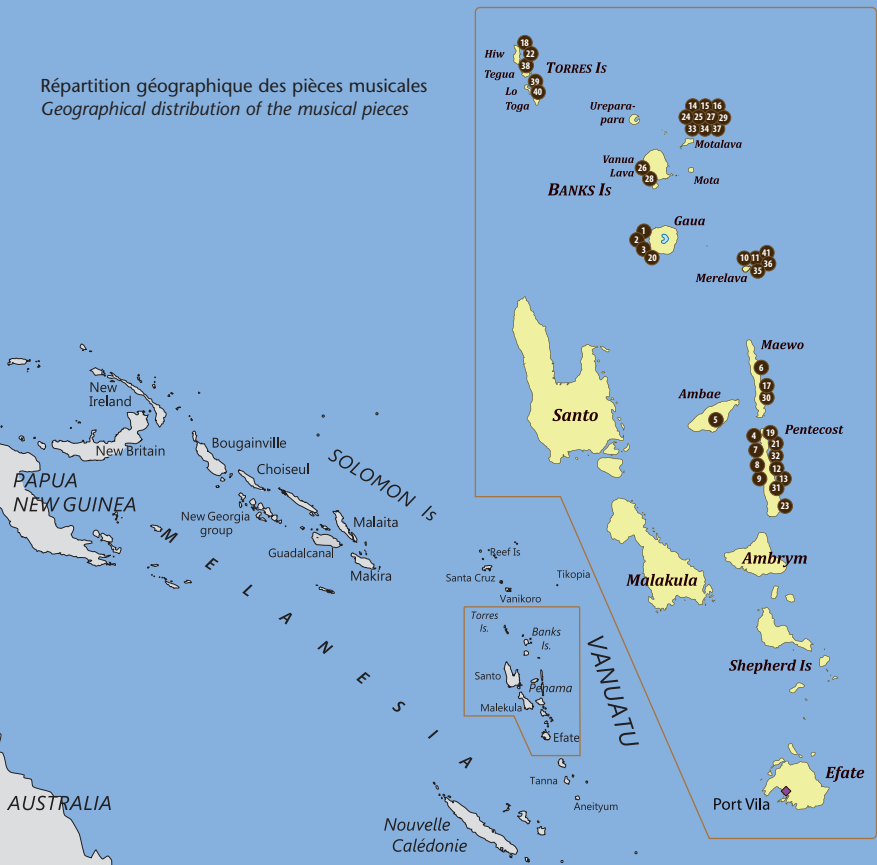 Répartition géographique des pièces musicales
Geographical distribution of the musical pieces
18
Hiw
22
38
TORRES IS
Tegua
39
Lo
40
Toga
Urepara-
para
14 15 16
24 25 27 29
33 34 37
Motalava
Vanua
Lava
26
28
Mota
BANKS IS
Gaua
1
2
3
20
41
10 11 36
35
Merelava
Maewo
6
17
30
Ambae
5
Santo
Pentecost
4 19
7 21
8 32
9 12
13
31
23
Ambrym
Malakula
Shepherd Is
Efate
Port Vila
New
Ireland
New Britain
Bougainville
Choiseul
SOLOMON Is
PAPUA
NEW GUINEA
New Georgia
group
Malaita
Guadalcanal
Makira
Reef Is
Santa Cruz
Tikopia
Vanikoro
MELANESIA
Torres
Is.
Banks
Is.
Santo
Penama
Malekula
Efate
VANUATU
Tanna
Aneityum
AUSTRALIA
Nouvelle
Calédonie